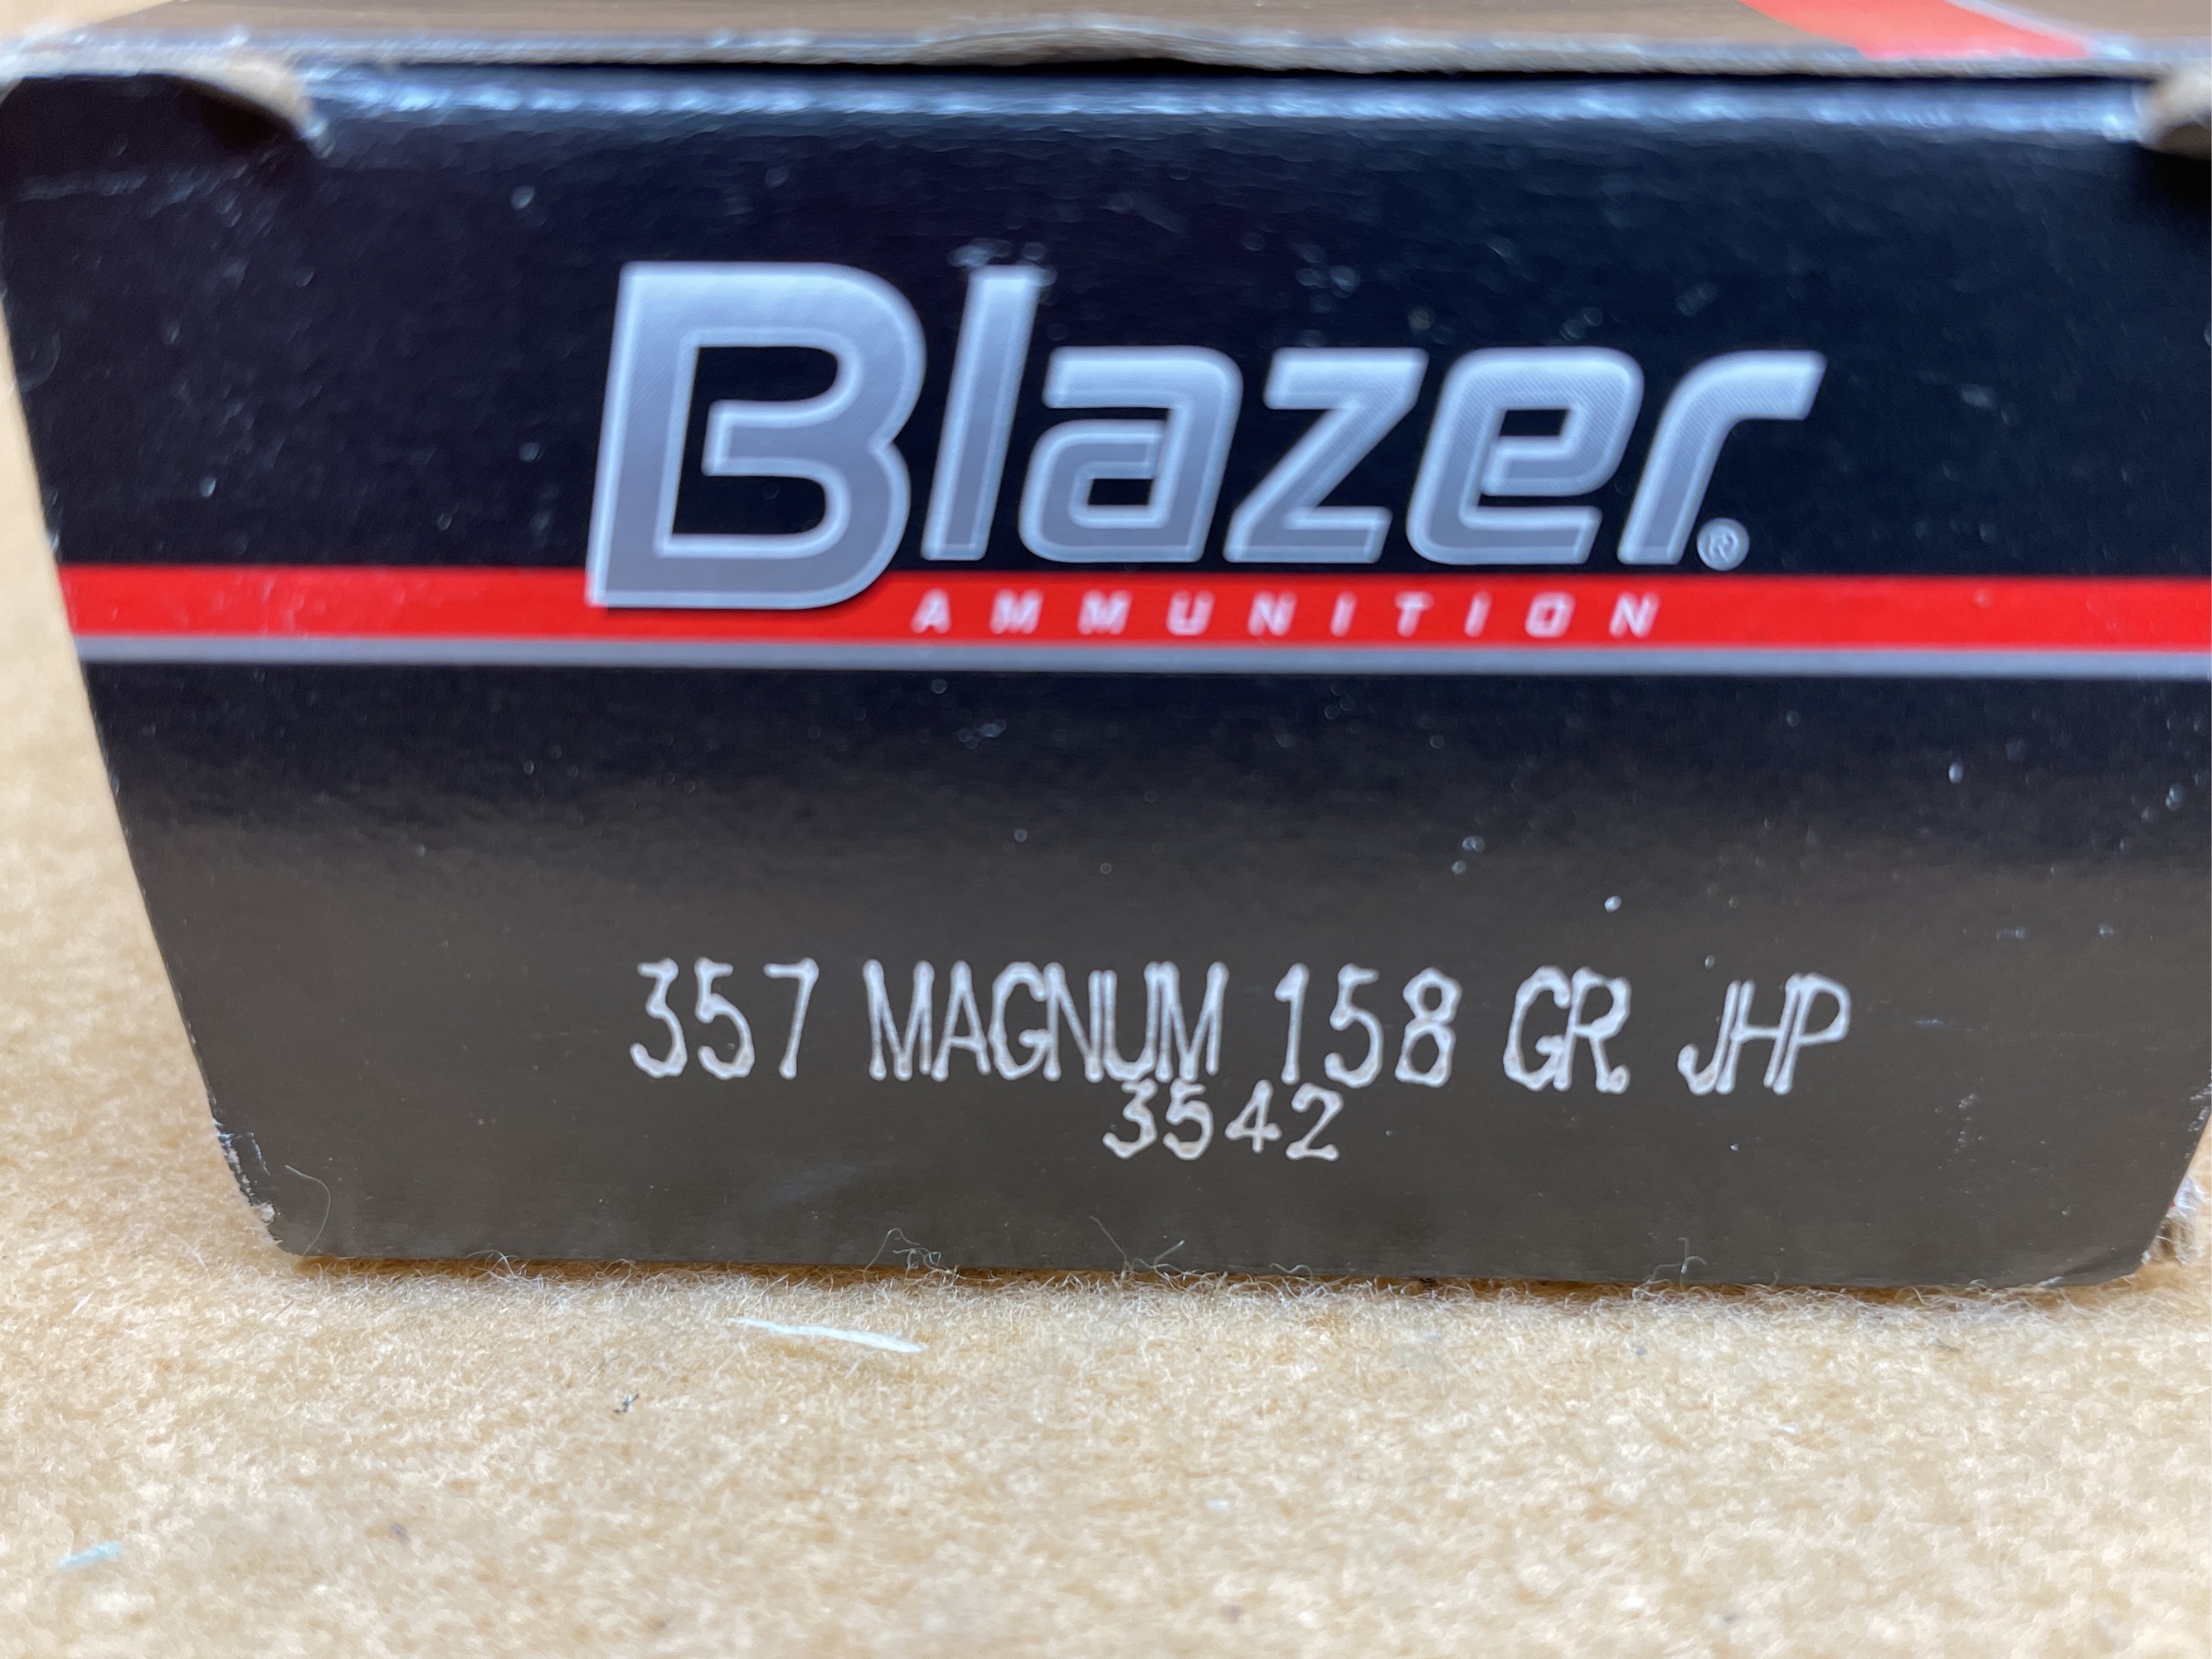 Blazer®
AMMUNITION
357 MAGNUM 158 GR. JHP
3542